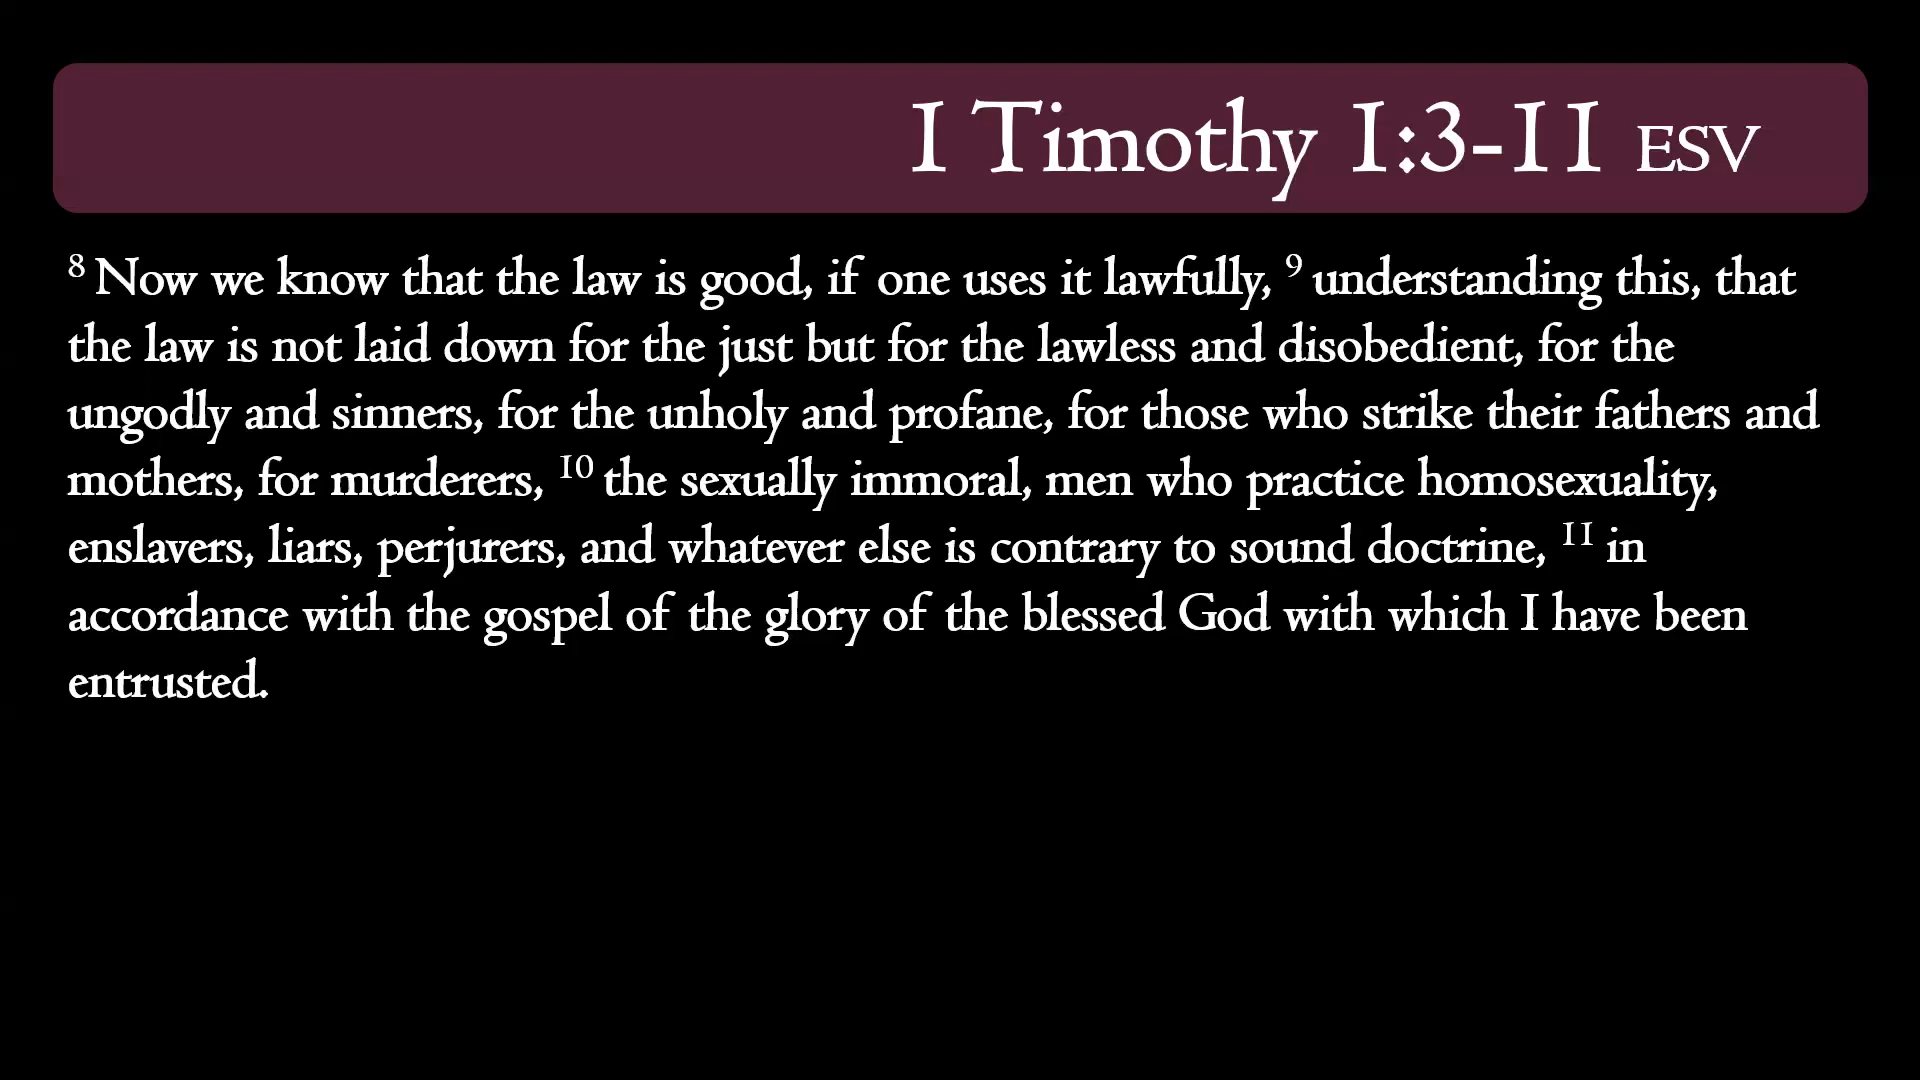 1 Timothy 1:3-11 ESV
8 Now we know that the law is good, if one uses it lawfully, 9 understanding this, that
the law is not laid down for the just but for the lawless and disobedient, for the
ungodly and sinners, for the unholy and profane, for those who strike their fathers and
mothers, for murderers, 10 the sexually immoral, men who practice homosexuality,
enslavers, liars, perjurers, and whatever else is contrary to sound doctrine, 11 in
accordance with the gospel of the glory of the blessed God with which I have been
entrusted.